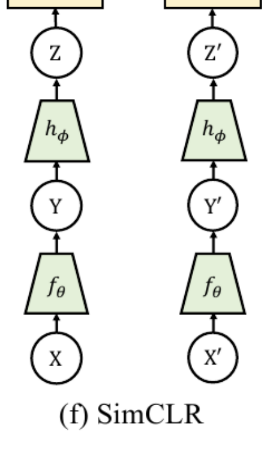 Z Z′
h_ϕ h_ϕ
Y Y′
f_θ f_θ
X X′
(f) SimCLR